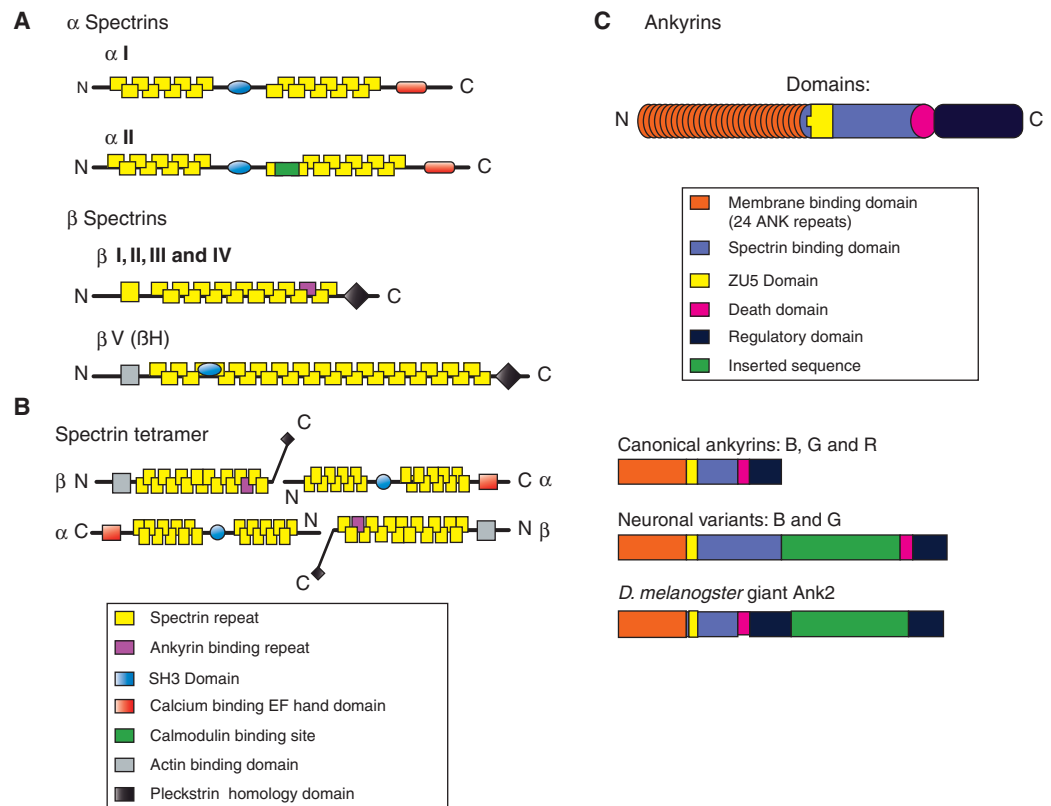 A
α Spectrins
α I
N
C
α II
N
C
β Spectrins
β I, II, III and IV
N
C
β V (ßH)
N
C
B
Spectrin tetramer
C
β N
N
C α
α C
N
N β
C
Spectrin repeat
Ankyrin binding repeat
SH3 Domain
Calcium binding EF hand domain
Calmodulin binding site
Actin binding domain
Pleckstrin homology domain
C
Ankyrins
Domains:
N
C
Membrane binding domain
(24 ANK repeats)
Spectrin binding domain
ZU5 Domain
Death domain
Regulatory domain
Inserted sequence
Canonical ankyrins: B, G and R
Neuronal variants: B and G
D. melanogster giant Ank2